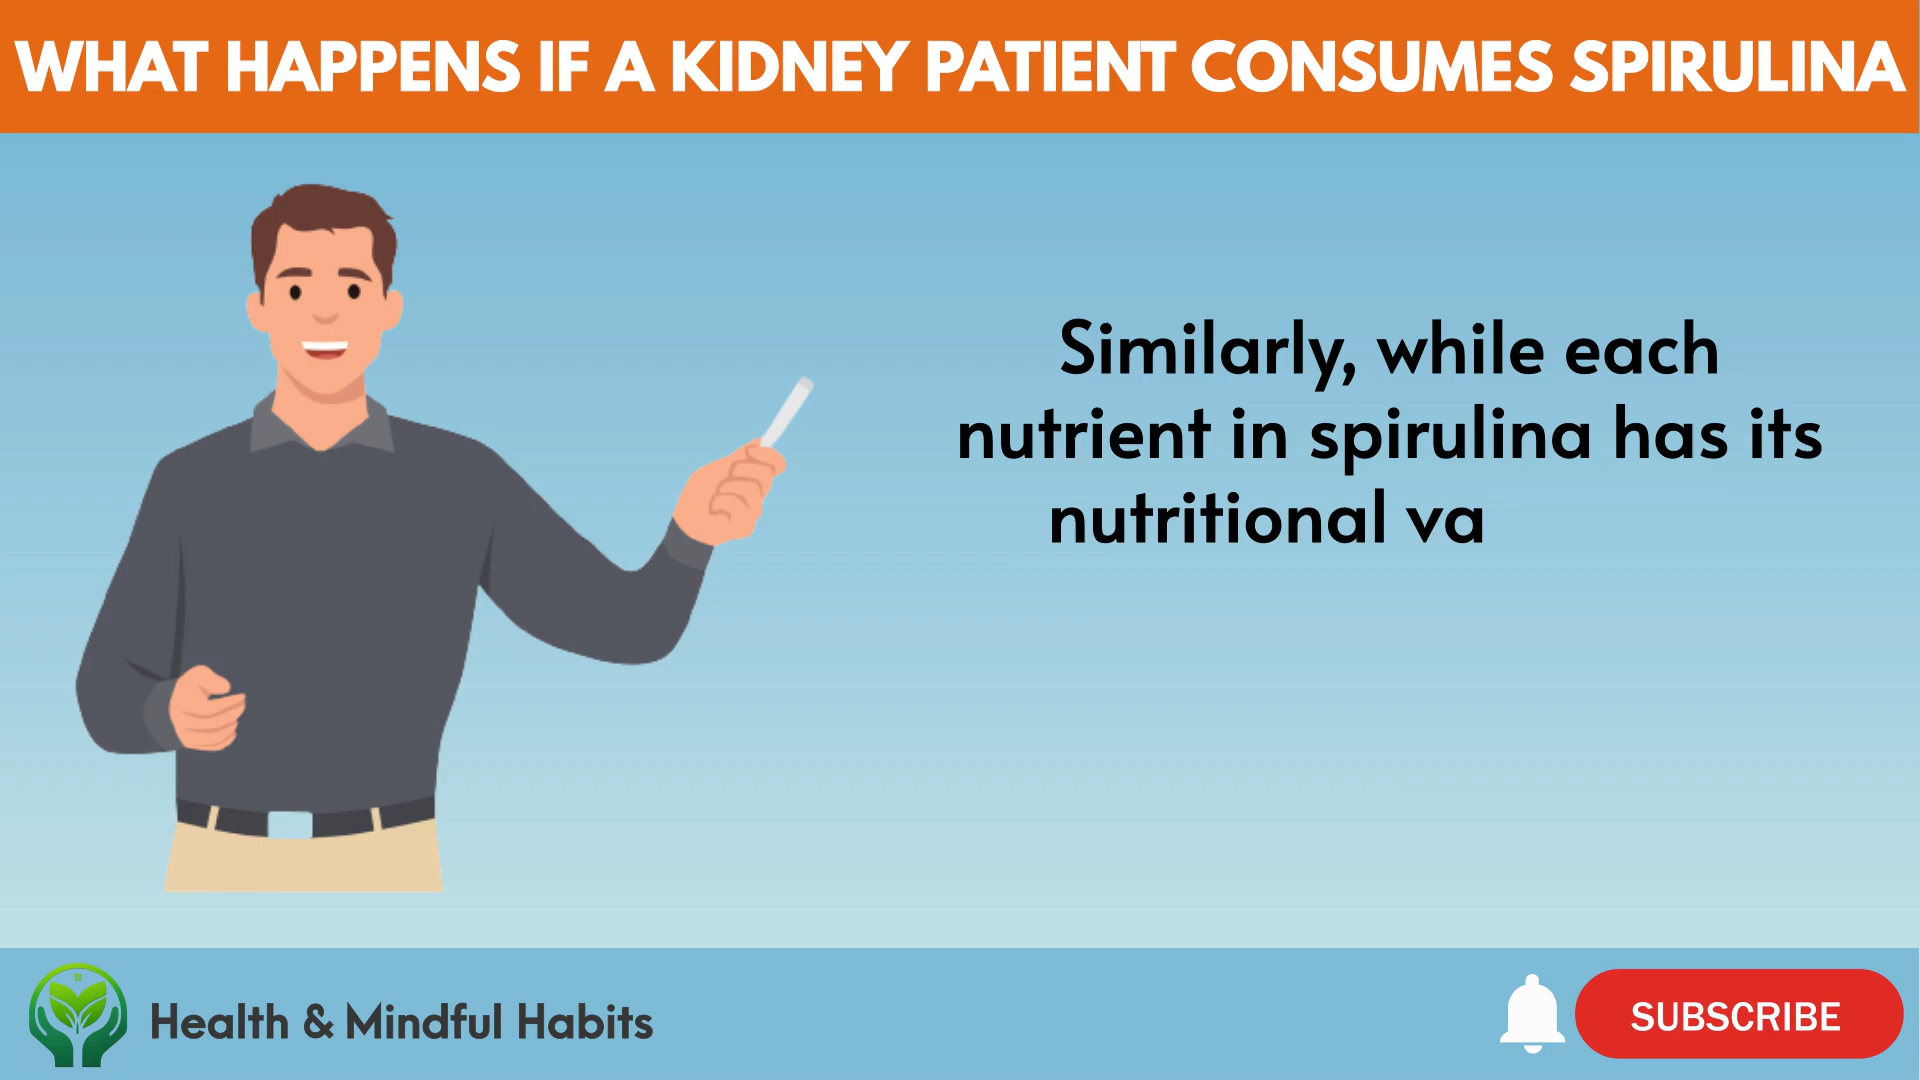 WHAT HAPPENS IF A KIDNEY PATIENT CONSUMES SPIRULINA
Similarly, while each
nutrient in spirulina has its
nutritional va
Health & Mindful Habits
SUBSCRIBE